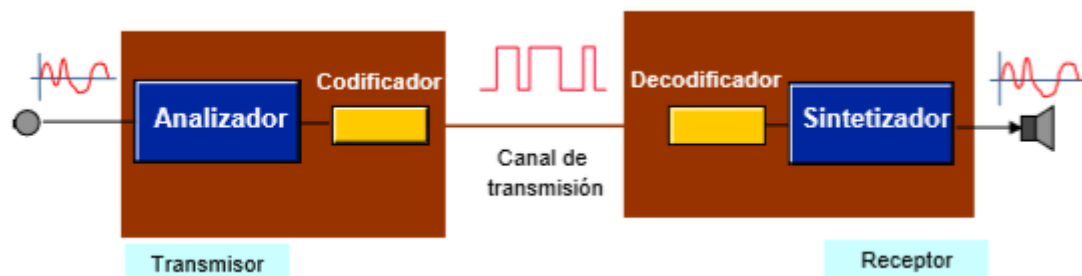 Codificador
Analizador
Canal de
transmisión
Decodificador
Sintetizador
Transmisor
Receptor